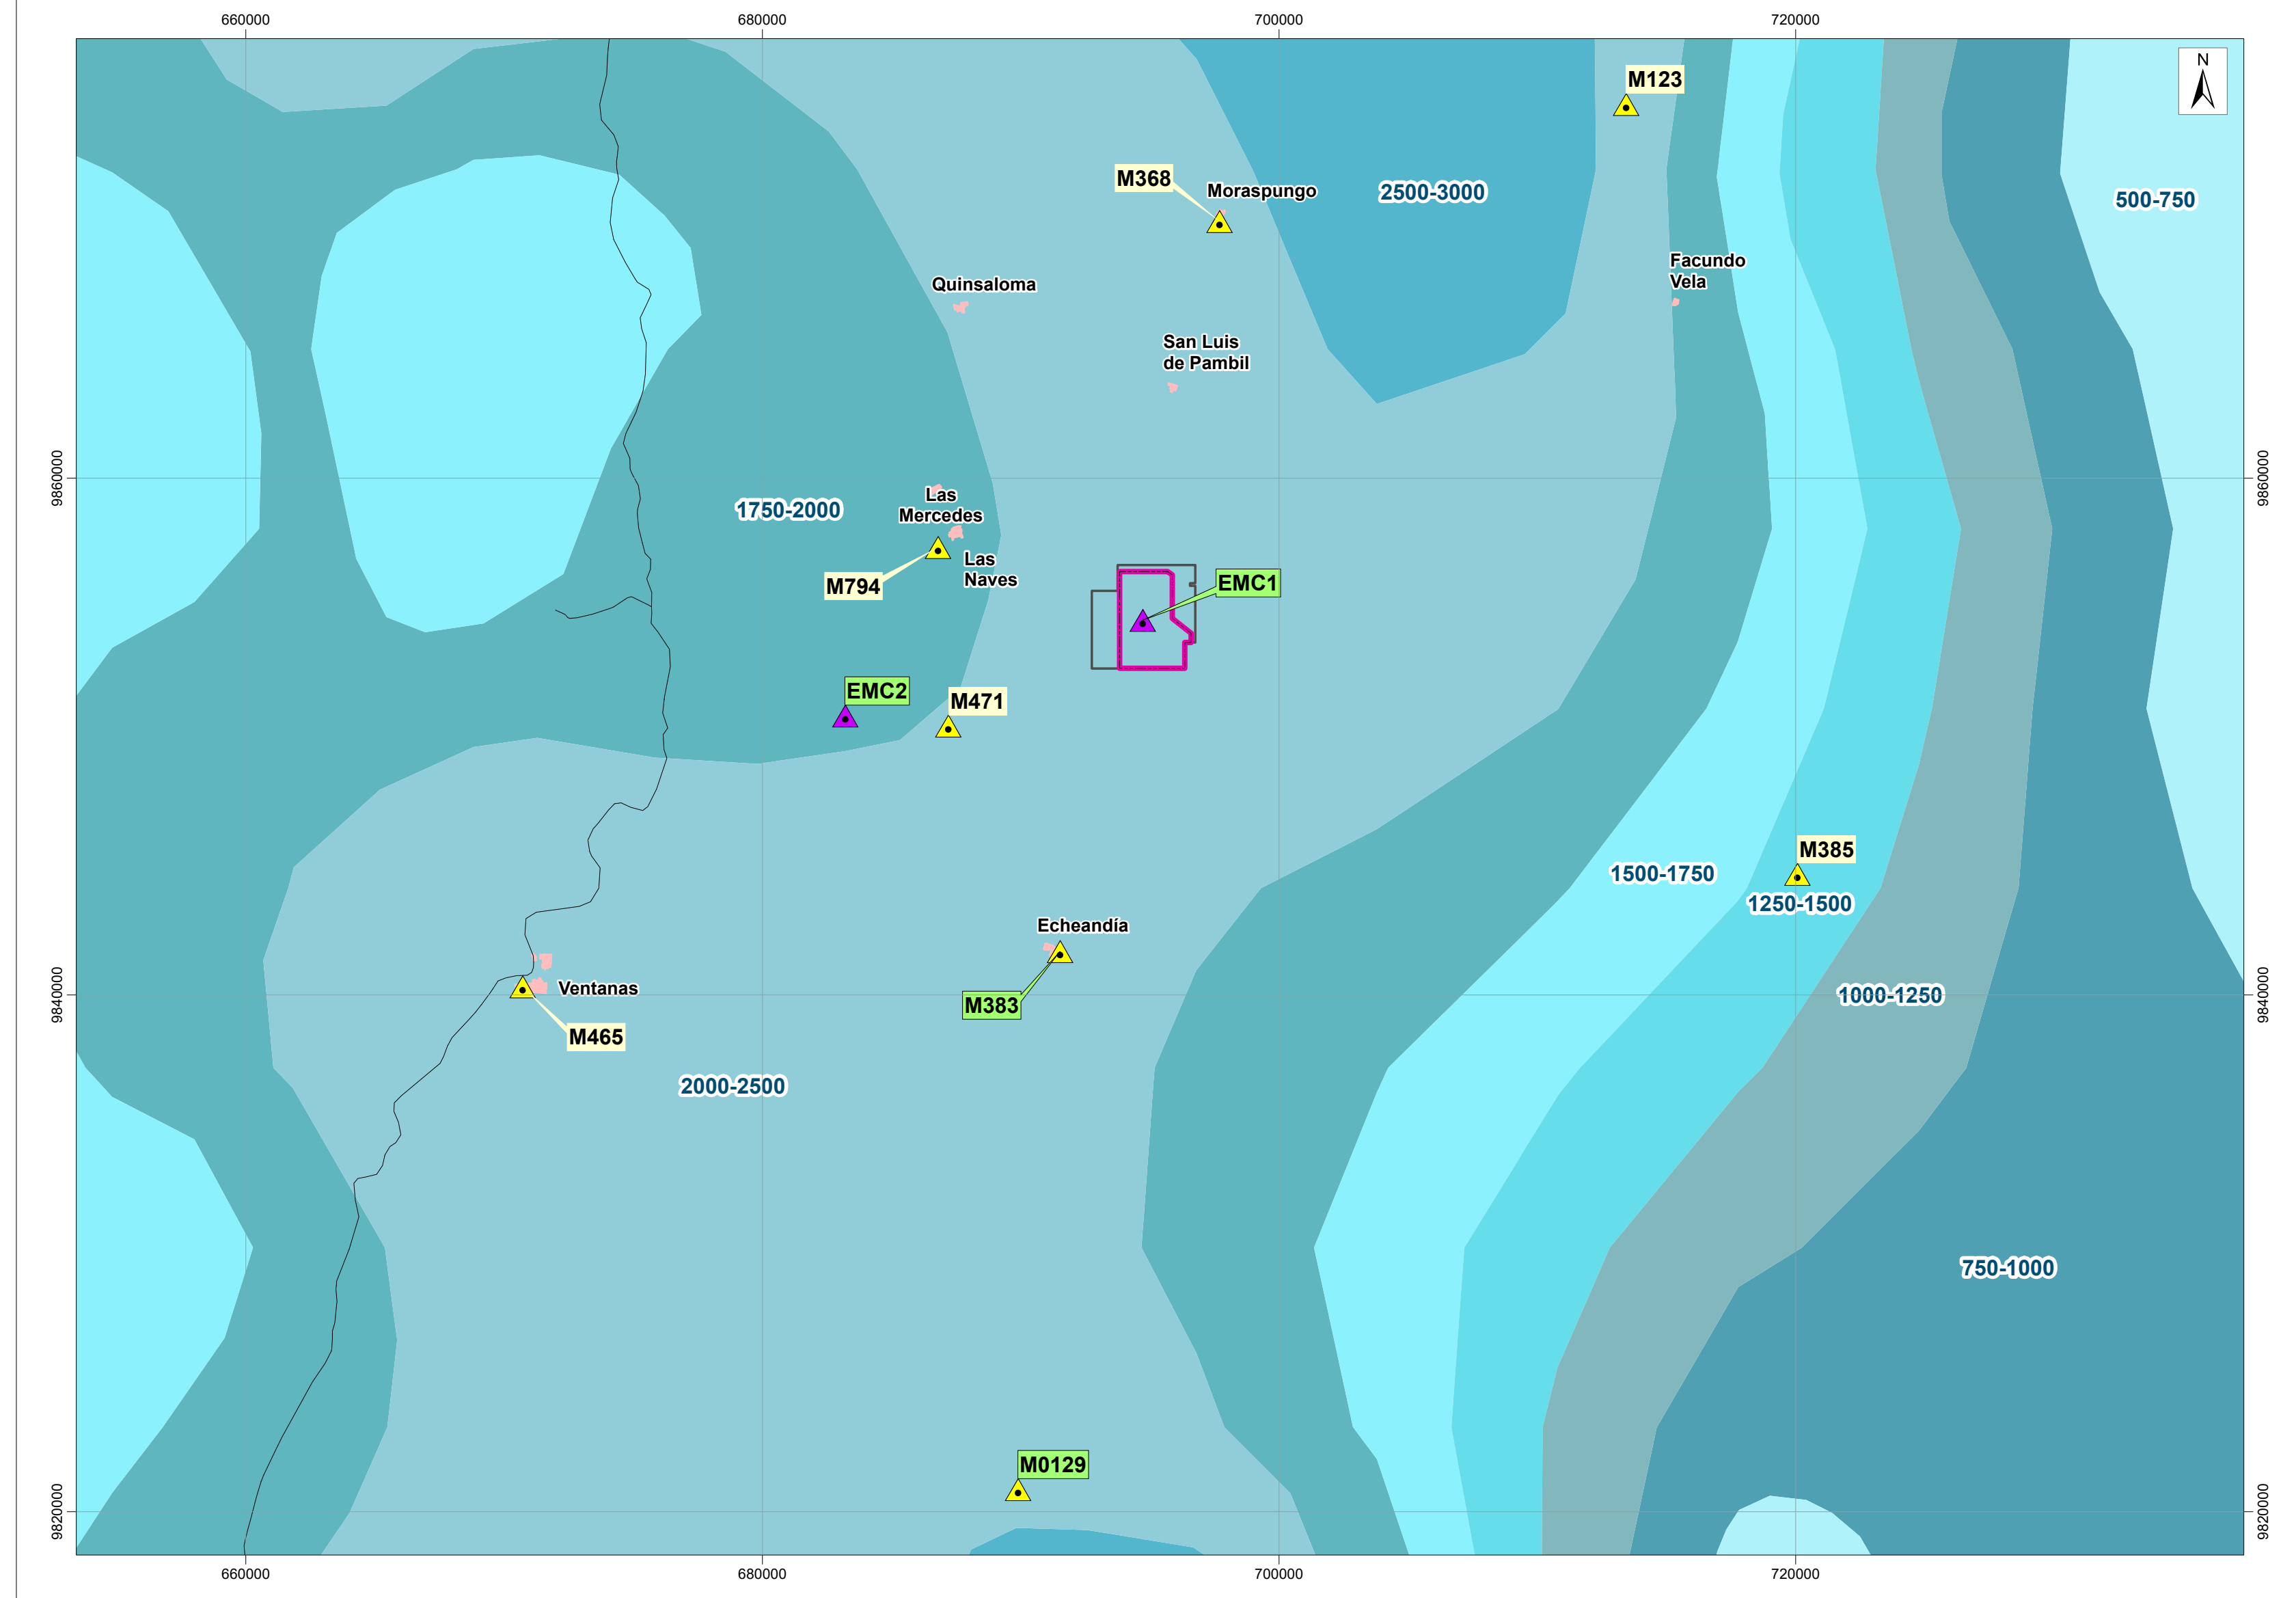 660000
680000
700000
720000
N
M123
M368
Moraspungo
2500-3000
500-750
Facundo
Vela
Quinsaloma
San Luis
de Pambil
9860000
9860000
Las
Mercedes
1750-2000
Las
Naves
M794
EMC1
EMC2
M471
M385
1500-1750
1250-1500
Echeandía
Ventanas
M383
9840000
1000-1250
9840000
M465
2000-2500
750-1000
M0129
9820000
9820000
660000
680000
700000
720000